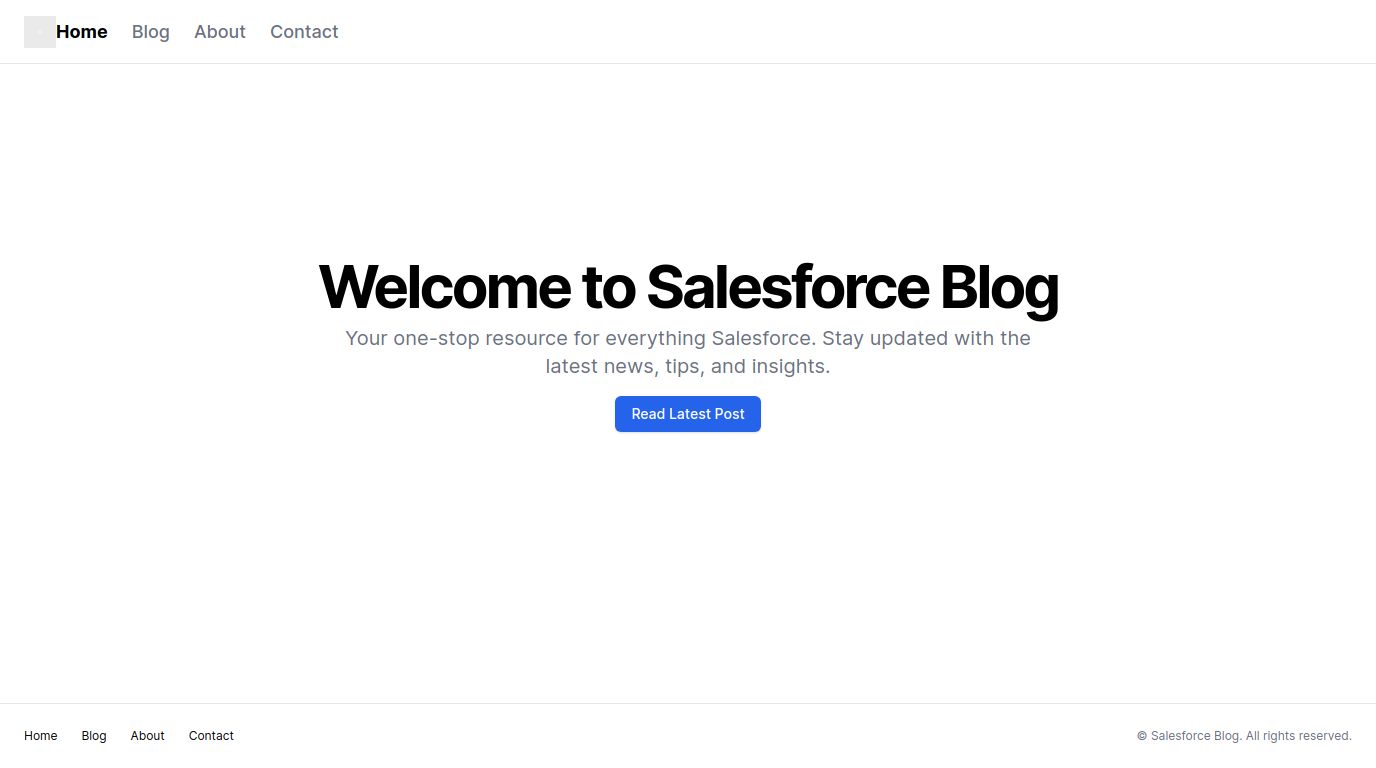 Home Blog About Contact
Welcome to Salesforce Blog
Your one-stop resource for everything Salesforce. Stay updated with the
latest news, tips, and insights.
Read Latest Post
Home Blog About Contact
© Salesforce Blog. All rights reserved.